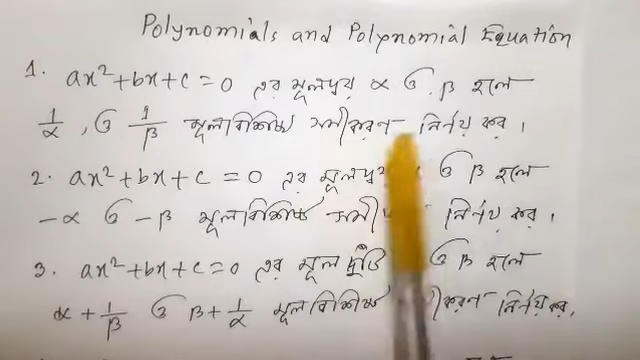 Polynomials and Polynomial Equation
1. ax²+bx+c=0 এর মূলদ্বয় α ও β হলে
1/α, ও 1/β মূলবিশিষ্ট সমীকরণ নির্ণয় কর।
2. ax²+bx+c=0 এর মূলদ্বয় ও β হলে
-α ও -β মূলবিশিষ্ট নির্ণয় কর।
3. ax²+bx+c=0 এর মূল দুটি ও β হলে
α+1/β ও β+1/α মূলবিশিষ্ট নির্ণয় কর,